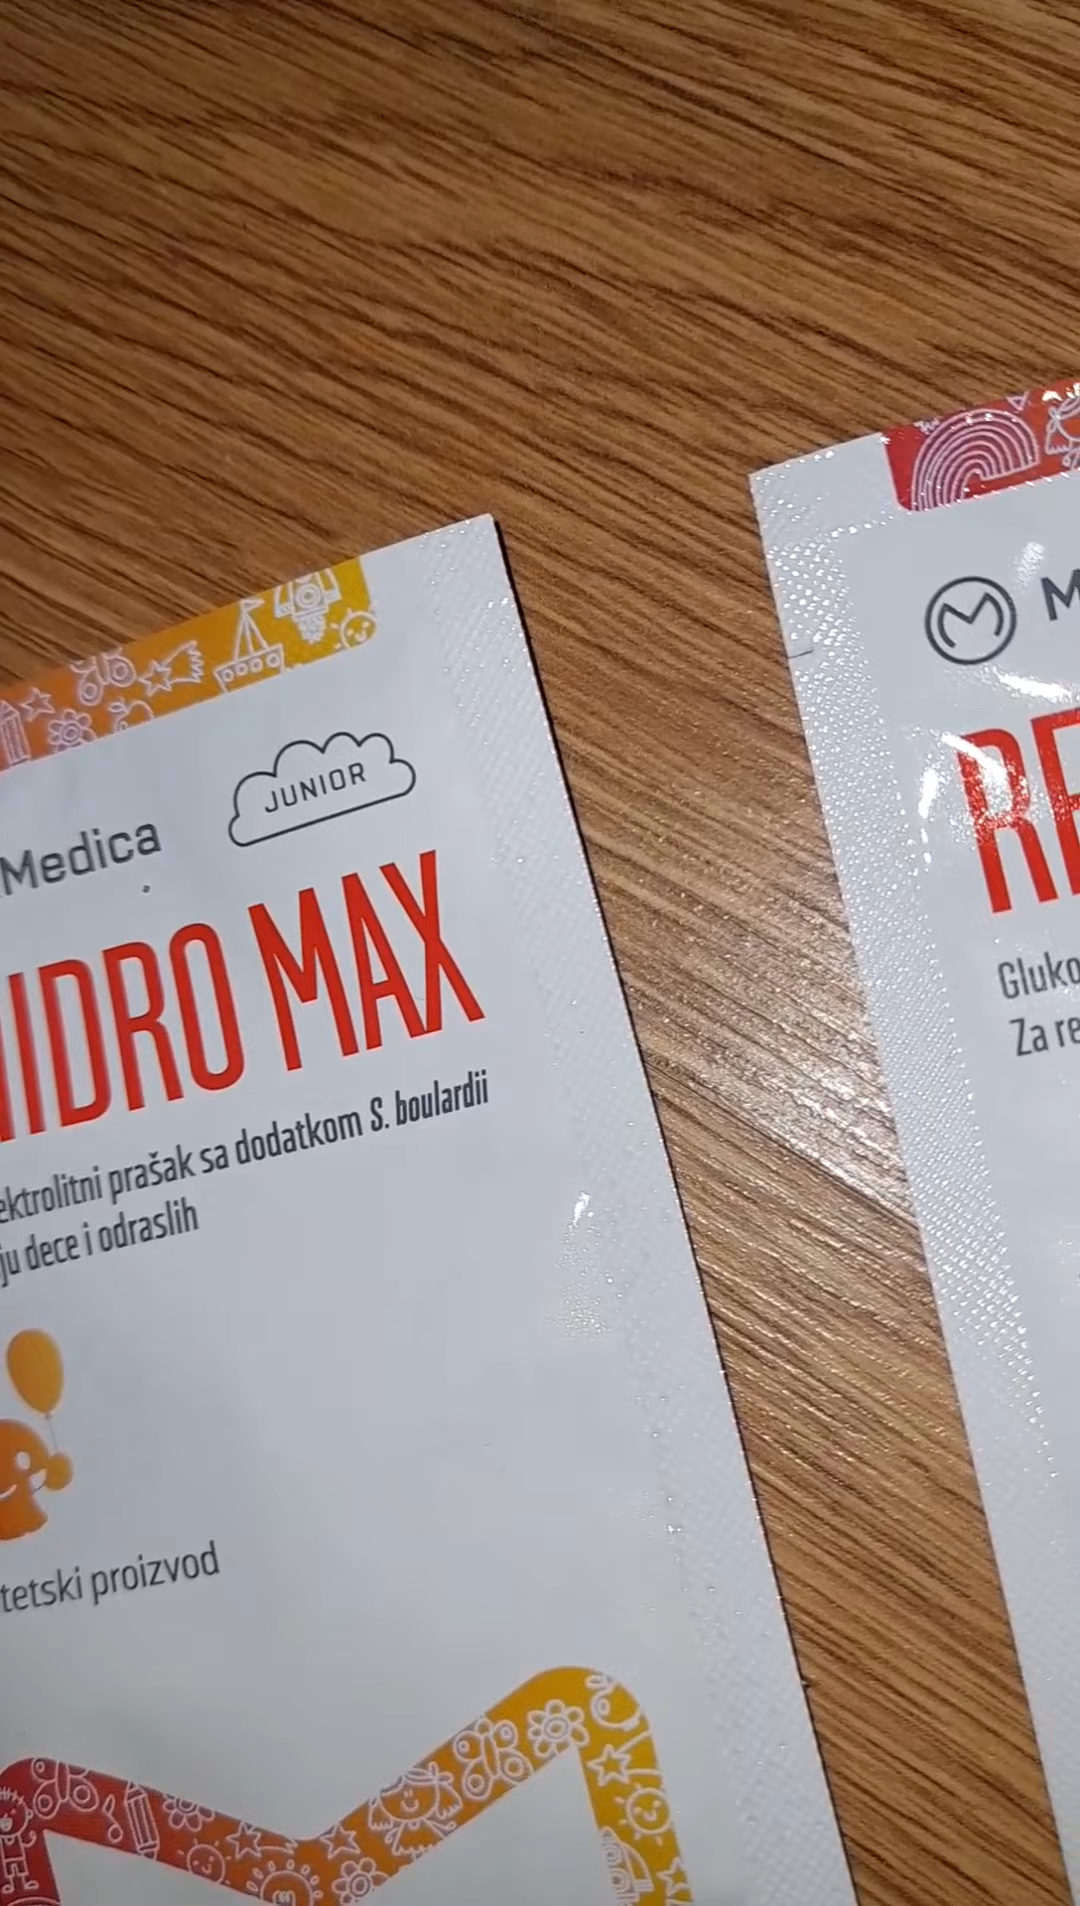 Medica
JUNIOR
IDRO MAX
ektrolitni prašak sa dodatkom S. boulardii
ju dece i odraslih
tetski proizvod
M
RE
Gluko
Za re